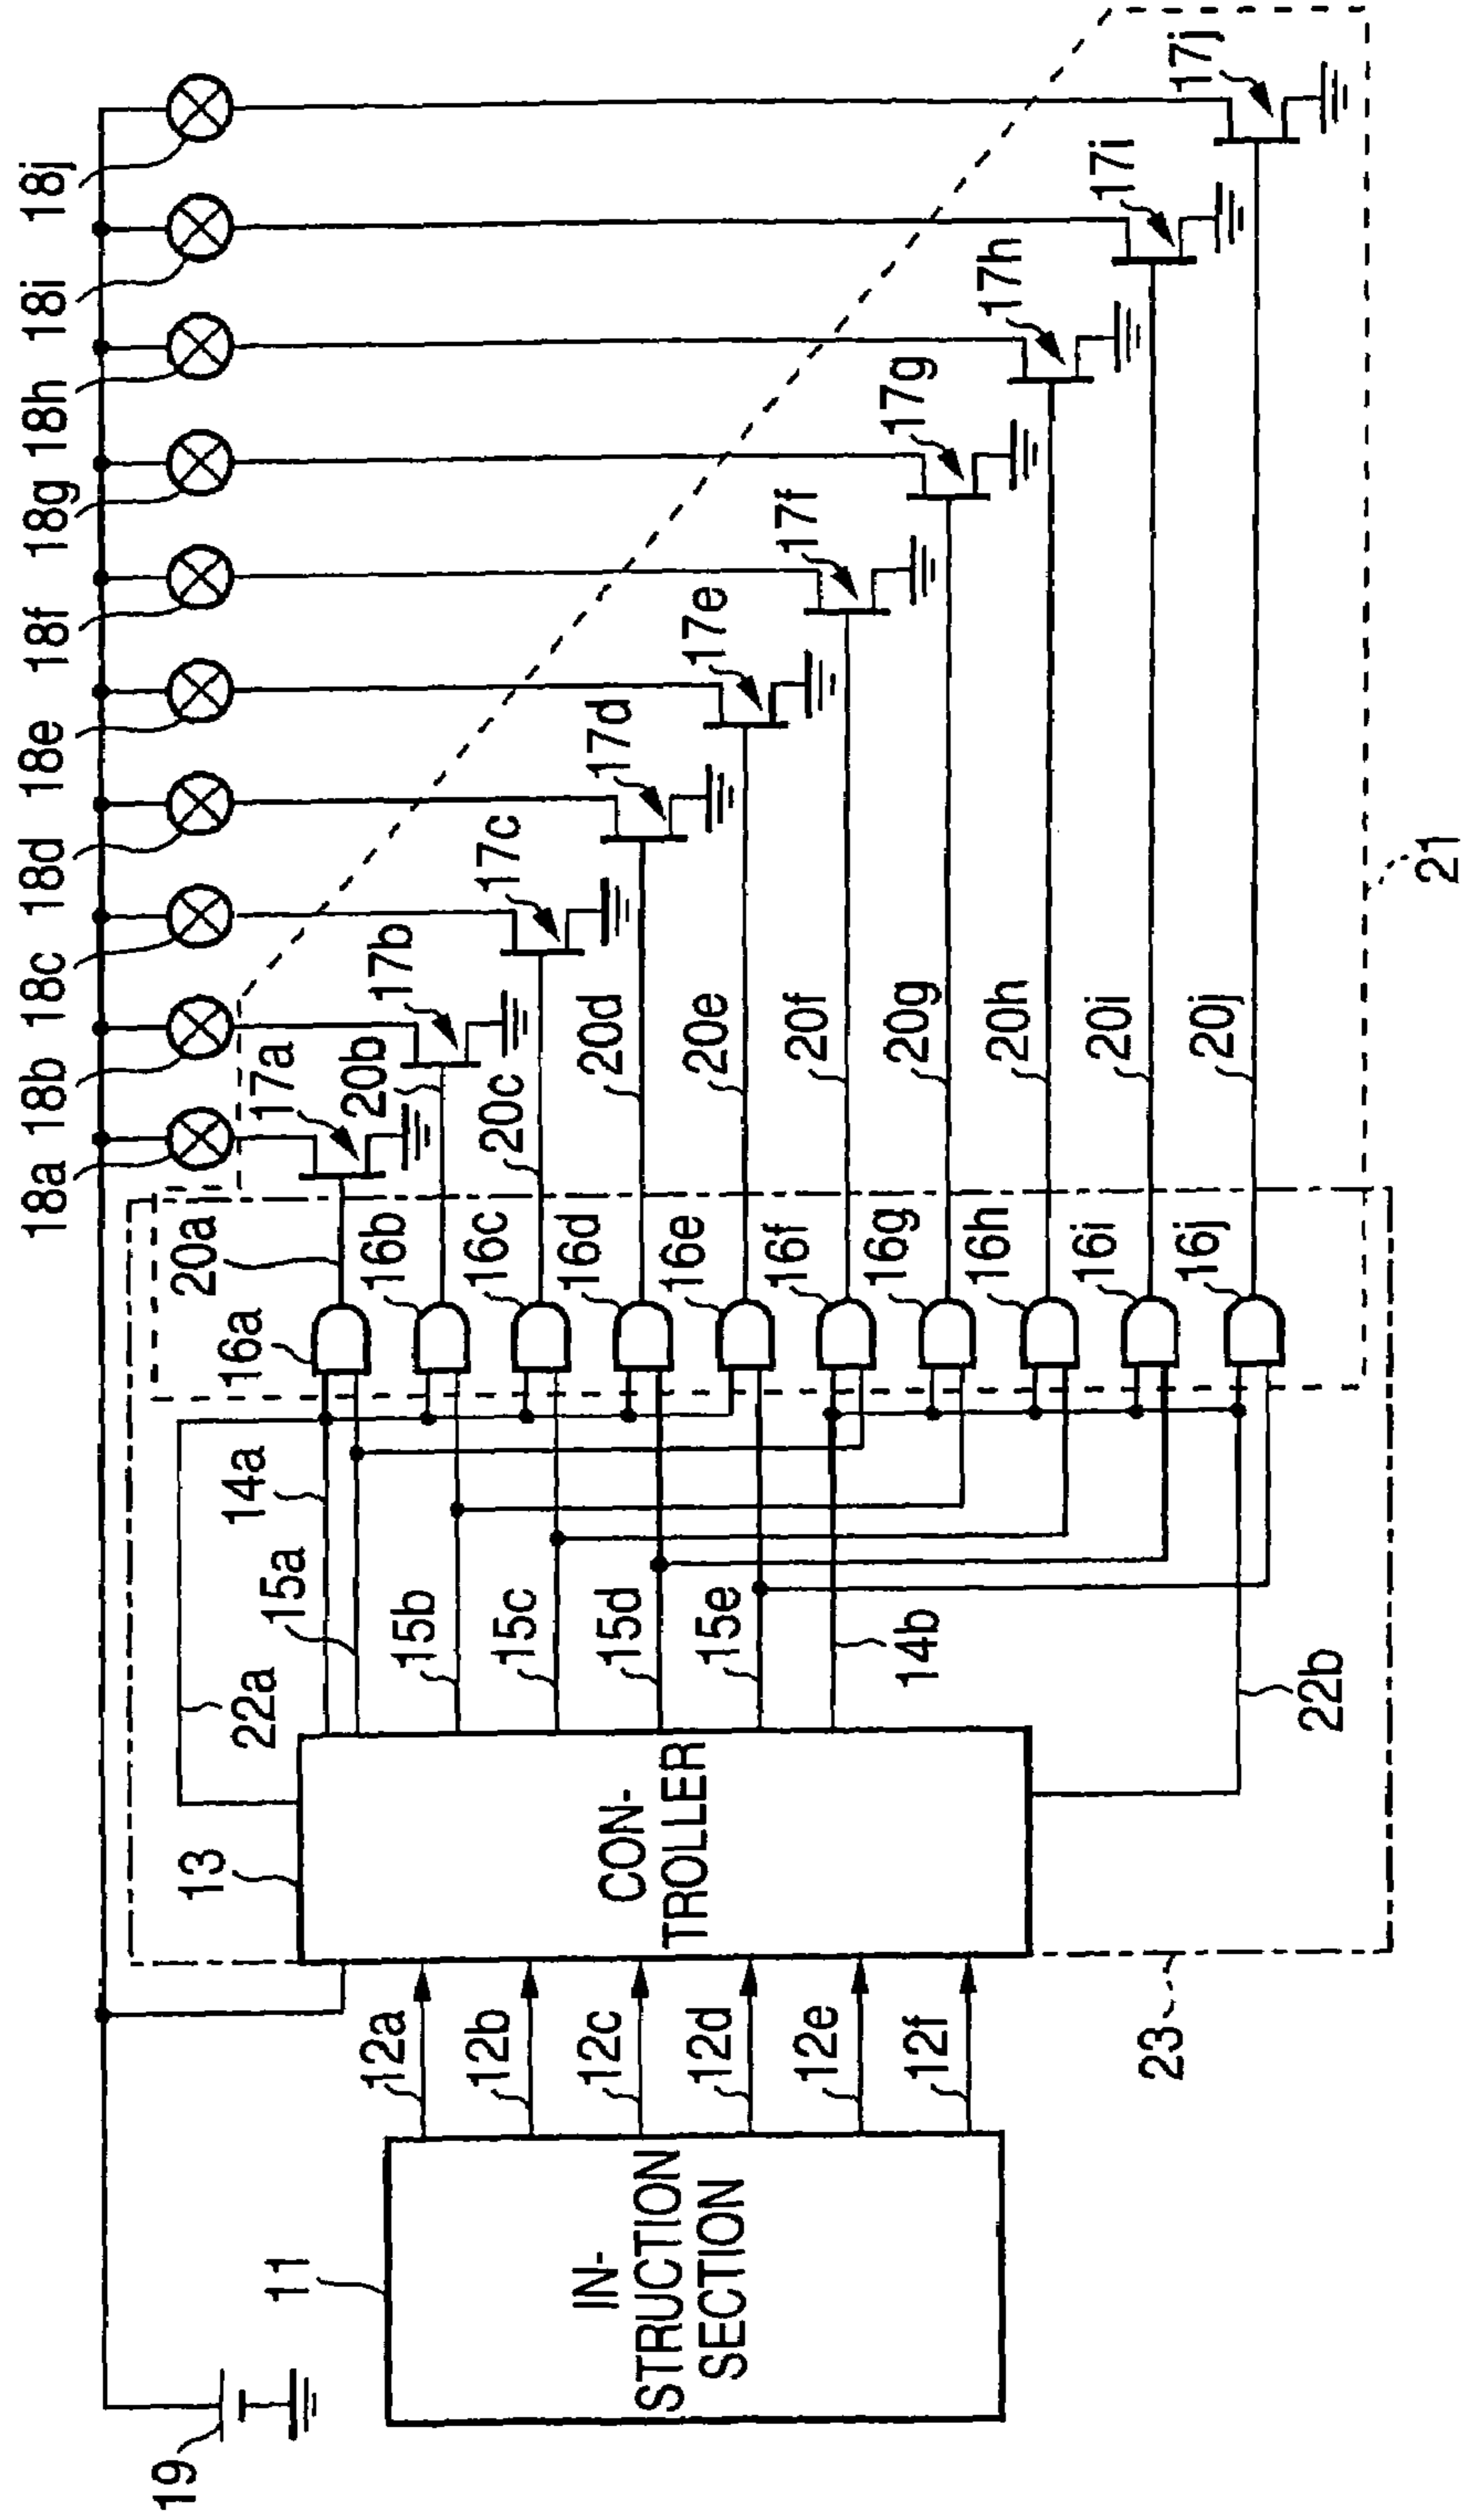 18a 18b 18c 18d 18e 18f 18g 18h 18i 18j
19
11
IN-
STRUCTION
SECTION
12a
12b
12c
12d
12e
12f
13
CON-
TROLLER
22a
14a
15a
15b
15c
15d
15e
14b
22b
23
16a
16b
16c
16d
16e
16f
16g
16h
16i
16j
20a
20b
20c
20d
20e
20f
20g
20h
20i
20j
17a
17b
17c
17d
17e
17f
17g
17h
17i
17j
21